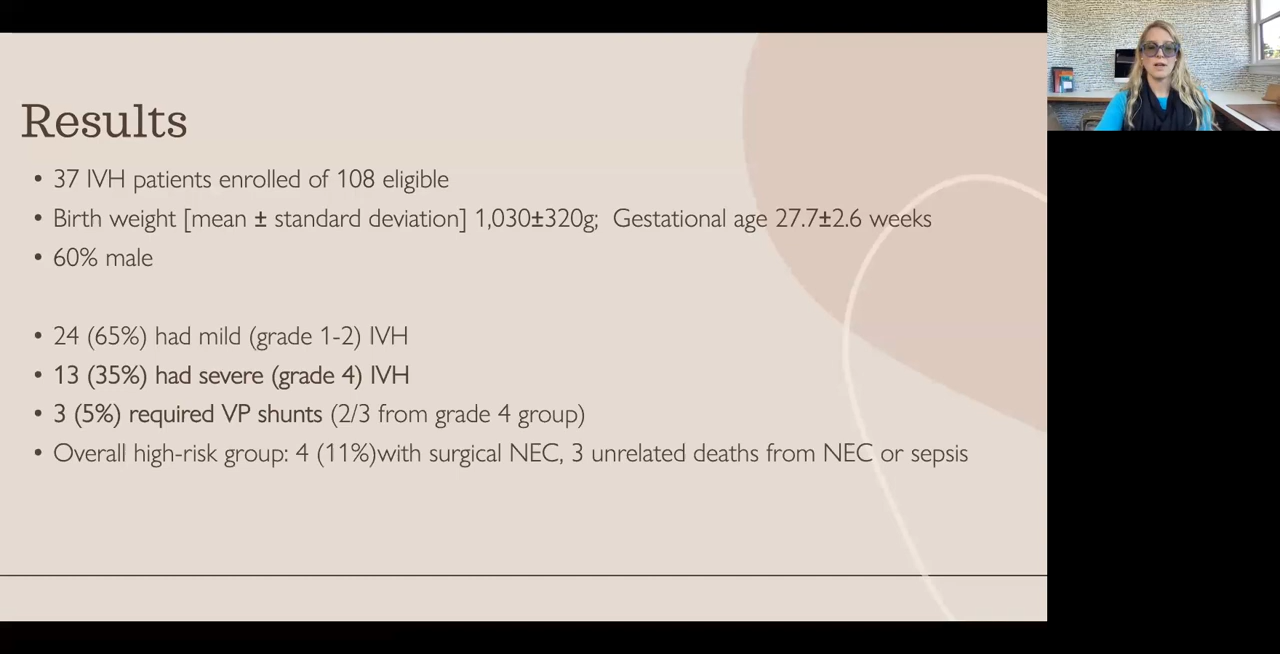 Results
• 37 IVH patients enrolled of 108 eligible
• Birth weight [mean ± standard deviation] 1,030±320g;  Gestational age 27.7±2.6 weeks
• 60% male
• 24 (65%) had mild (grade 1-2) IVH
• 13 (35%) had severe (grade 4) IVH
• 3 (5%) required VP shunts (2/3 from grade 4 group)
• Overall high-risk group: 4 (11%)with surgical NEC, 3 unrelated deaths from NEC or sepsis